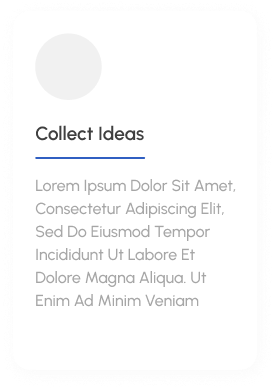 Collect Ideas
Lorem Ipsum Dolor Sit Amet,
Consectetur Adipiscing Elit,
Sed Do Eiusmod Tempor
Incididunt Ut Labore Et
Dolore Magna Aliqua. Ut
Enim Ad Minim Veniam